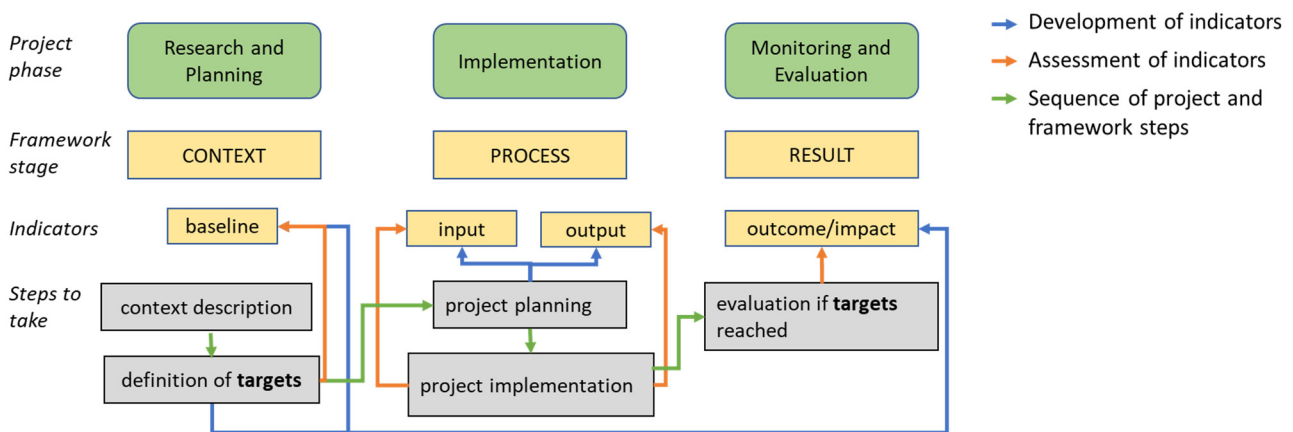 Project
phase
Research and
Planning
Implementation
Monitoring and
Evaluation
Development of indicators
Assessment of indicators
Sequence of project and
framework steps
Framework
stage
CONTEXT
PROCESS
RESULT
Indicators
baseline
input
output
outcome/impact
Steps to
take
context description
project planning
evaluation if targets
reached
definition of targets
project implementation